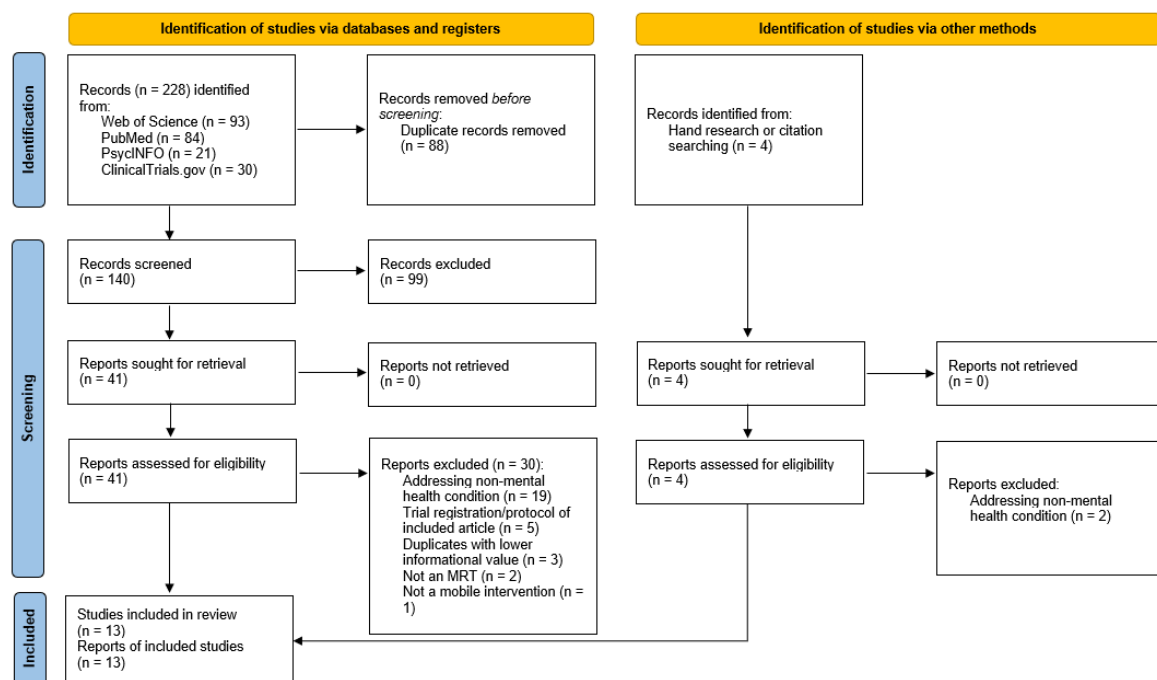 Identification of studies via databases and registers
Identification of studies via other methods
Identification
Records (n = 228) identified
from:
Web of Science (n = 93)
PubMed (n = 84)
PsycINFO (n = 21)
ClinicalTrials.gov (n = 30)
Records removed before
screening:
Duplicate records removed
(n = 88)
Records identified from:
Hand research or citation
searching (n = 4)
Screening
Records screened
(n = 140)
Records excluded
(n = 99)
Reports sought for retrieval
(n = 41)
Reports not retrieved
(n = 0)
Reports sought for retrieval
(n = 4)
Reports not retrieved
(n = 0)
Reports assessed for eligibility
(n = 41)
Reports excluded (n = 30):
Addressing non-mental
health condition (n = 19)
Trial registration/protocol of
included article (n = 5)
Duplicates with lower
informational value (n = 3)
Not an MRT (n = 2)
Not a mobile intervention (n =
1)
Reports assessed for eligibility
(n = 4)
Reports excluded:
Addressing non-mental
health condition (n = 2)
Included
Studies included in review
(n = 13)
Reports of included studies
(n = 13)